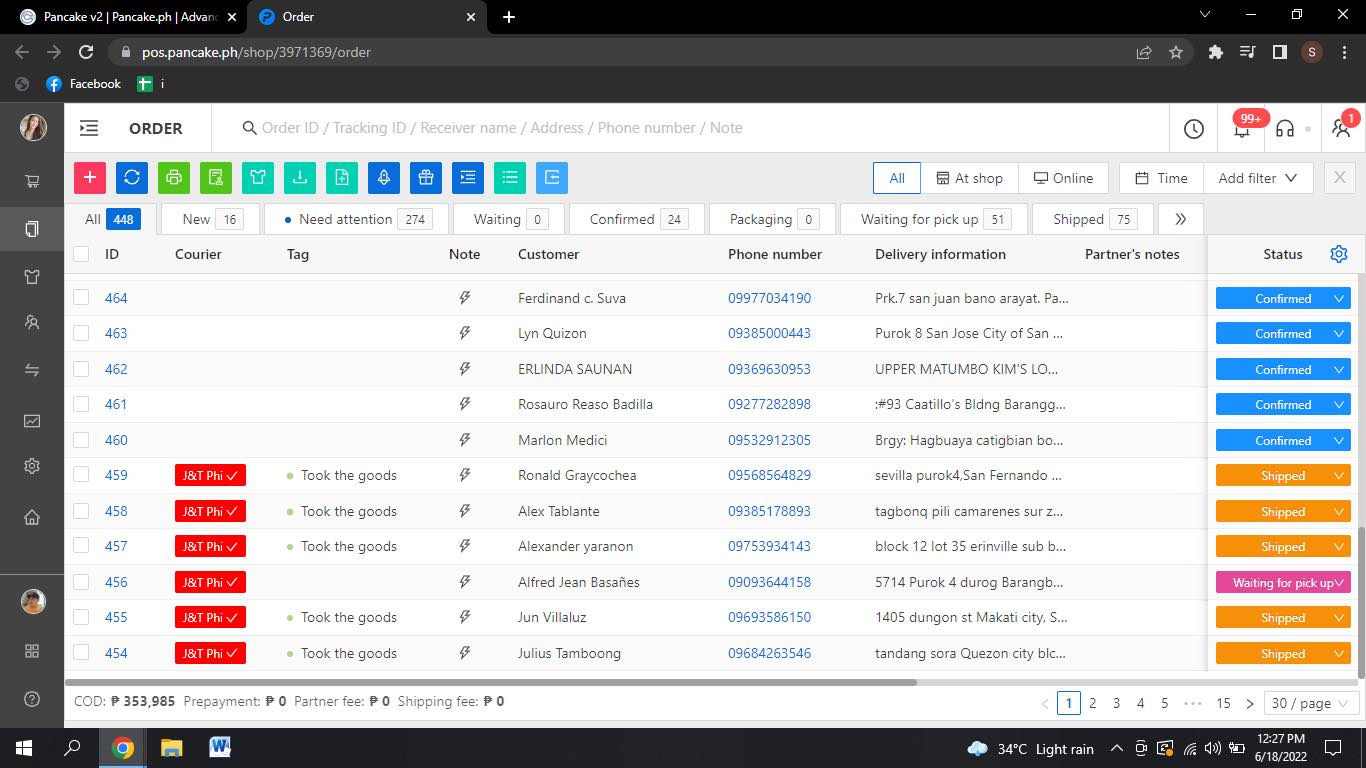 Pancake v2 | Pancake.ph | Advanc
Order
pos.pancake.ph/shop/3971369/order
S
Facebook
i
ORDER
Order ID / Tracking ID / Receiver name / Address / Phone number / Note
99+
1
All At shop Online Time Add filter X
All 448 New 16 Need attention 274 Waiting 0 Confirmed 24 Packaging 0 Waiting for pick up 51 Shipped 75
ID Courier Tag Note Customer Phone number Delivery information Partner's notes Status
464 Ferdinand c. Suva 09977034190 Prk.7 san juan bano arayat. Pa... Confirmed
463 Lyn Quizon 09385000443 Purok 8 San Jose City of San ... Confirmed
462 ERLINDA SAUNAN 09369630953 UPPER MATUMBO KIM'S LO... Confirmed
461 Rosauro Reaso Badilla 09277282898 :#93 Caatillo's Bldng Barangg... Confirmed
460 Marlon Medici 09532912305 Brgy: Hagbuaya catigbian bo... Confirmed
459 J&T Phi Took the goods Ronald Graycochea 09568564829 sevilla purok4,San Fernando ... Shipped
458 J&T Phi Took the goods Alex Tablante 09385178893 tagbonq pili camarenes sur z... Shipped
457 J&T Phi Took the goods Alexander yaranon 09753934143 block 12 lot 35 erinville sub b... Shipped
456 J&T Phi Alfred Jean Basañes 09093644158 5714 Purok 4 durog Barangb... Waiting for pick up
455 J&T Phi Took the goods Jun Villaluz 09693586150 1405 dungon st Makati city, S... Shipped
454 J&T Phi Took the goods Julius Tamboong 09684263546 tandang sora Quezon city blc... Shipped
COD: ₱ 353,985 Prepayment: ₱ 0 Partner fee: ₱ 0 Shipping fee: ₱ 0
< 1 2 3 4 5 ••• 15 > 30 / page
34°C Light rain
12:27 PM
6/18/2022